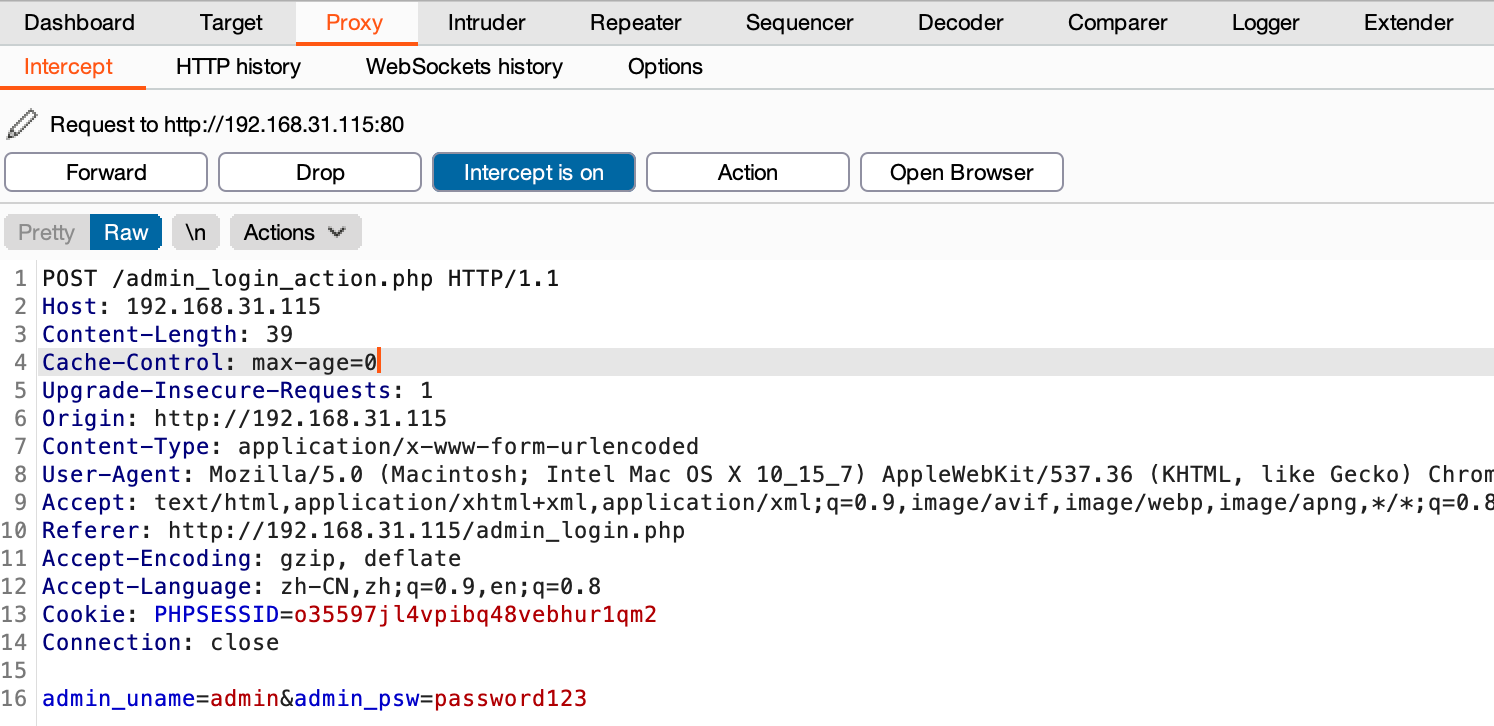 Dashboard Target Proxy Intruder Repeater Sequencer Decoder Comparer Logger Extender
Intercept HTTP history WebSockets history Options
Request to http://192.168.31.115:80
Forward Drop Intercept is on Action Open Browser
Pretty Raw \n Actions
1 POST /admin_login_action.php HTTP/1.1
2 Host: 192.168.31.115
3 Content-Length: 39
4 Cache-Control: max-age=0
5 Upgrade-Insecure-Requests: 1
6 Origin: http://192.168.31.115
7 Content-Type: application/x-www-form-urlencoded
8 User-Agent: Mozilla/5.0 (Macintosh; Intel Mac OS X 10_15_7) AppleWebKit/537.36 (KHTML, like Gecko) Chrom
9 Accept: text/html,application/xhtml+xml,application/xml;q=0.9,image/avif,image/webp,image/apng,*/*;q=0.8
10 Referer: http://192.168.31.115/admin_login.php
11 Accept-Encoding: gzip, deflate
12 Accept-Language: zh-CN,zh;q=0.9,en;q=0.8
13 Cookie: PHPSESSID=o35597jl4vpibq48vebhur1qm2
14 Connection: close
15
16 admin_uname=admin&admin_psw=password123